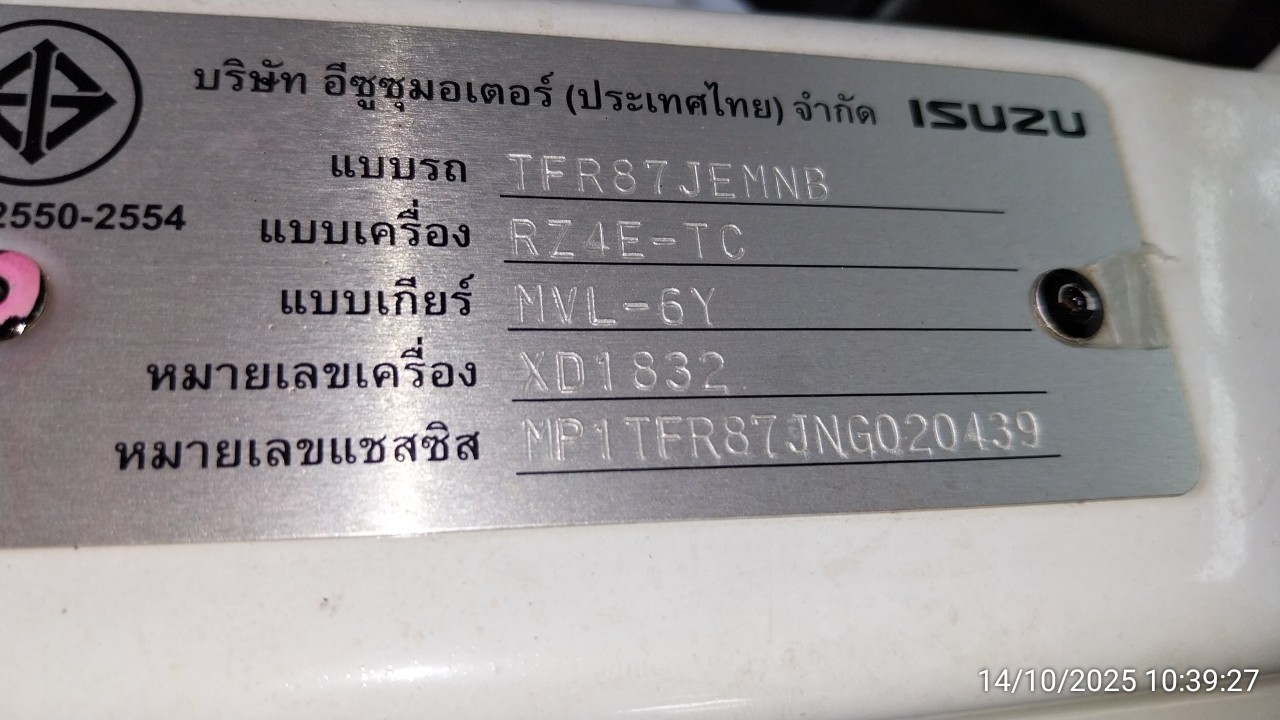 บริษัท อีซูซุมอเตอร์ (ประเทศไทย) จำกัด ISUZU
แบบรถ TFR87JEMNB
2550-2554
แบบเครื่อง RZ4E-TC
แบบเกียร์ MVL-6Y
หมายเลขเครื่อง XD1832
หมายเลขแชสซิส MP1TFR87JNG020439
14/10/2025 10:39:27